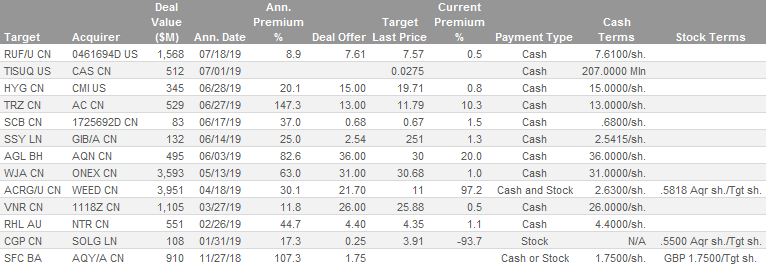 Deal Ann. Target Current Cash
Value Premium Premium
Target Acquirer ($M) Ann. Date % Deal Offer Last Price % Payment Type Terms Stock Terms
RUF/U CN 0461694D US 1,568 07/18/19 8.9 7.61 7.57 0.5 Cash 7.6100/sh.
TISUQ US CAS CN 512 07/01/19 0.0275 Cash 207.0000 Mln
HYG CN CMI US 345 06/28/19 20.1 15.00 19.71 0.8 Cash 15.0000/sh.
TRZ CN AC CN 529 06/27/19 147.3 13.00 11.79 10.3 Cash 13.0000/sh.
SCB CN 1725692D CN 83 06/17/19 37.0 0.68 0.67 1.5 Cash .6800/sh.
SSY LN GIB/A CN 132 06/14/19 25.0 2.54 251 1.3 Cash 2.5415/sh.
AGL BH AQN CN 495 06/03/19 82.6 36.00 30 20.0 Cash 36.0000/sh.
WJA CN ONEX CN 3,593 05/13/19 63.0 31.00 30.68 1.0 Cash 31.0000/sh.
ACRG/U CN WEED CN 3,951 04/18/19 30.1 21.70 11 97.2 Cash and Stock 2.6300/sh. .5818 Aqr sh./Tgt sh.
VNR CN 1118Z CN 1,105 03/27/19 11.8 26.00 25.88 0.5 Cash 26.0000/sh.
RHL AU NTR CN 551 02/26/19 44.7 4.40 4.35 1.1 Cash 4.4000/sh.
CGP CN SOLG LN 108 01/31/19 17.3 0.25 3.91 -93.7 Stock N/A .5500 Aqr sh./Tgt sh.
SFC BA AQY/A CN 910 11/27/18 107.3 1.75 Cash or Stock 1.7500/sh. GBP 1.7500/Tgt sh.